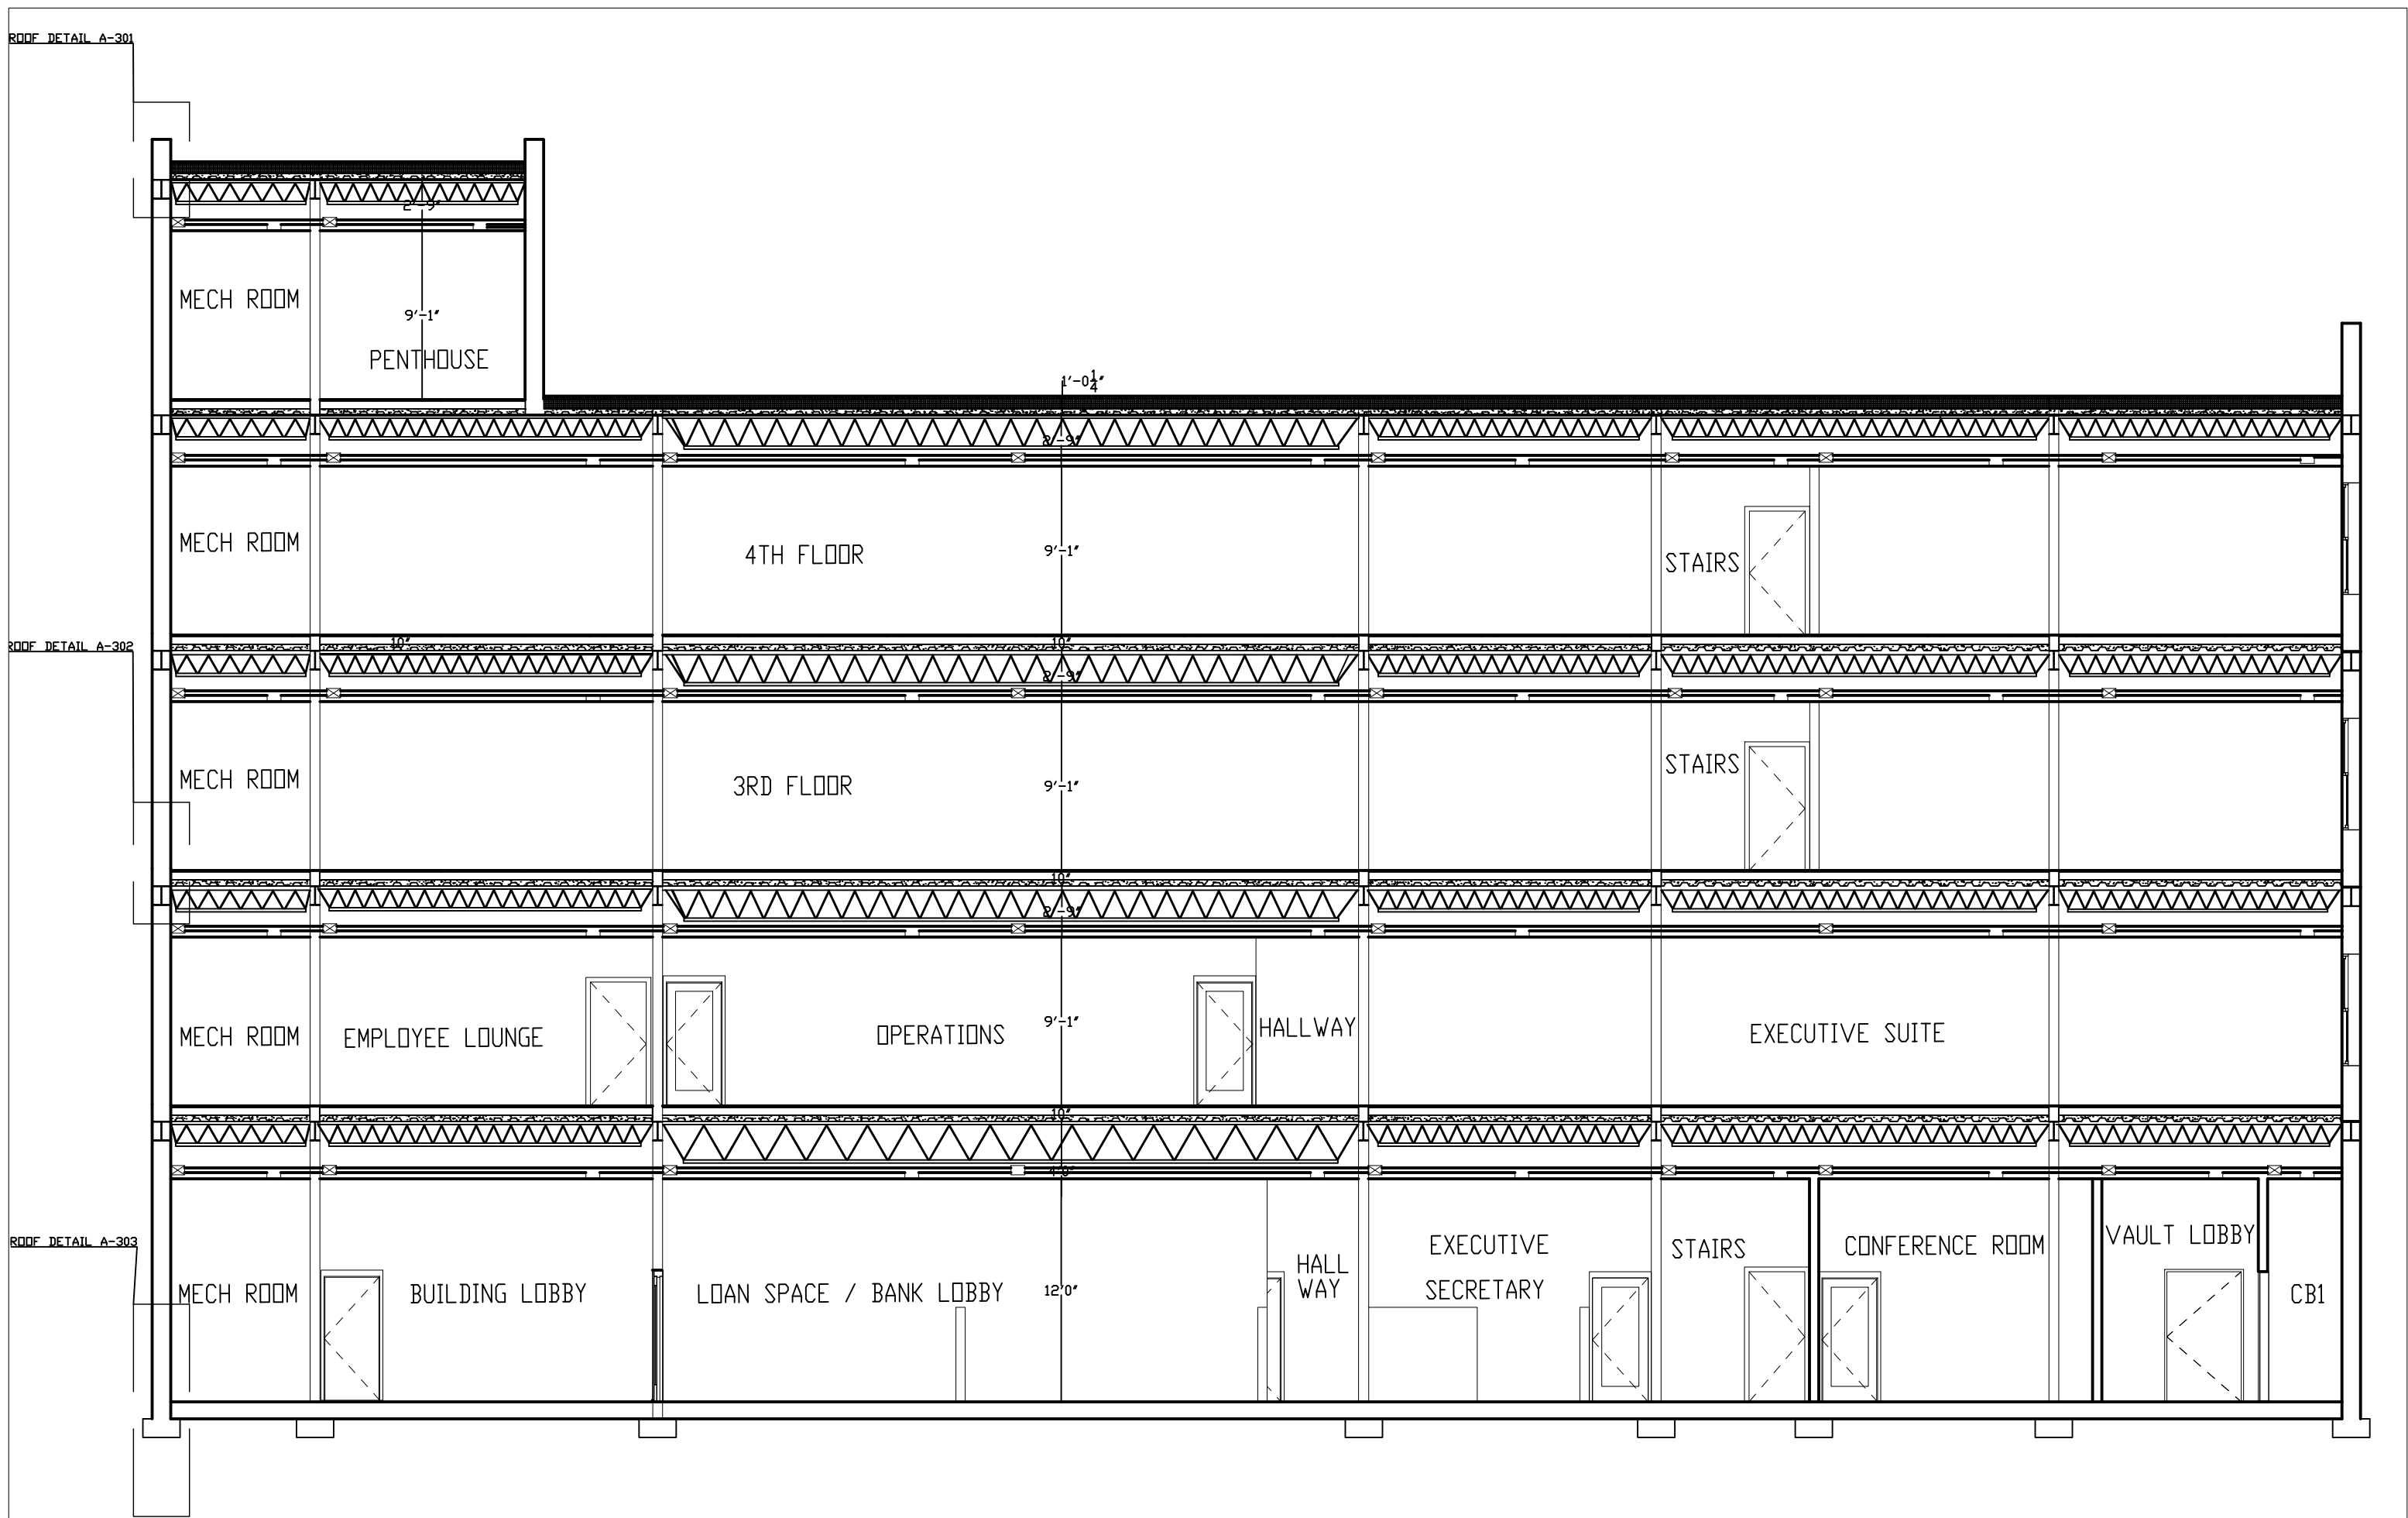 ROOF DETAIL A-301
2'-9"
MECH ROOM
9'-1"
PENTHOUSE
1'-0 1/4"
2'-9"
MECH ROOM
4TH FLOOR
9'-1"
STAIRS
ROOF DETAIL A-302
10"
10"
2'-9"
MECH ROOM
3RD FLOOR
9'-1"
STAIRS
10"
2'-9"
MECH ROOM
EMPLOYEE LOUNGE
OPERATIONS
9'-1"
HALLWAY
EXECUTIVE SUITE
10"
4'-0"
ROOF DETAIL A-303
MECH ROOM
BUILDING LOBBY
LOAN SPACE / BANK LOBBY
12'0"
HALL
WAY
EXECUTIVE
SECRETARY
STAIRS
CONFERENCE ROOM
VAULT LOBBY
CB1